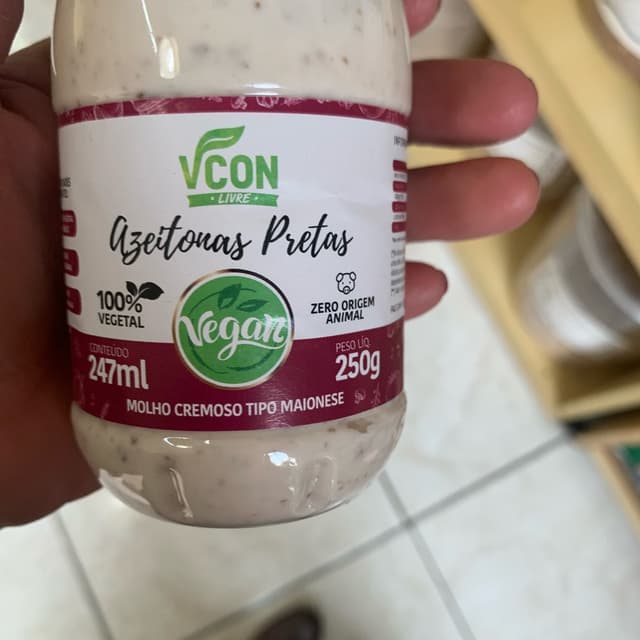 VCON
• LIVRE •
Azeitonas Pretas
100%
VEGETAL
Vegan
ZERO ORIGEM
ANIMAL
CONTEÚDO
247ml
PESO LÍQ.
250g
MOLHO CREMOSO TIPO MAIONESE